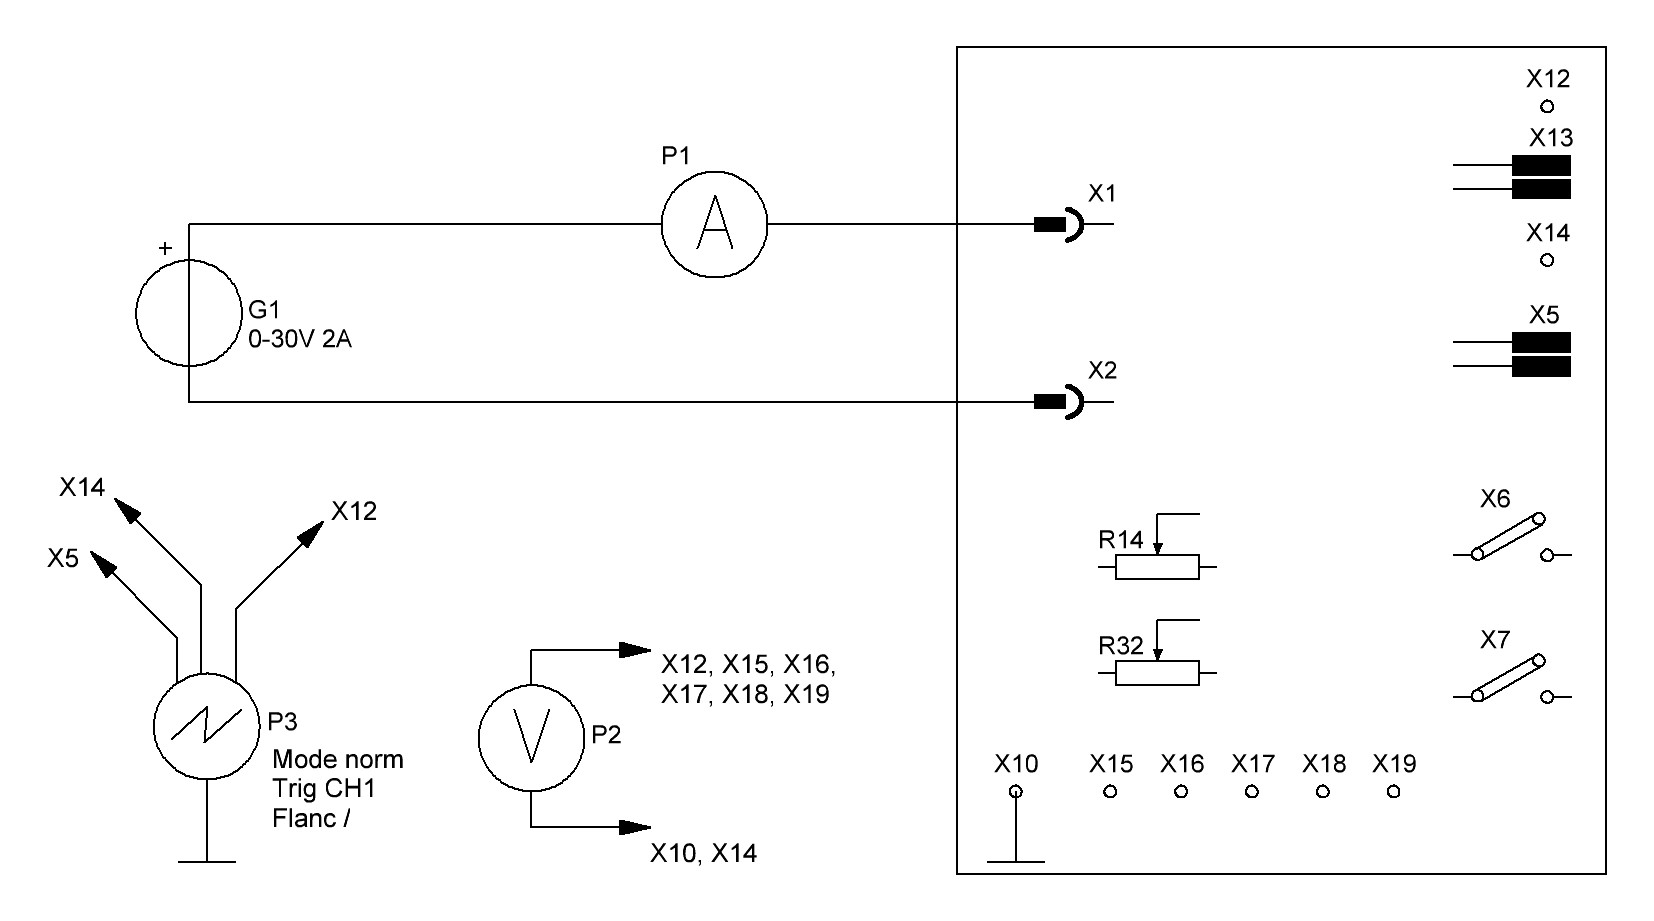 X12
X13
P1
X1
X14
+
A
G1
0-30V 2A
X5
X2
X14
X12
X5
X6
R14
R32
X7
X12, X15, X16,
X17, X18, X19
P3
P2
V
Mode norm
Trig CH1
Flanc /
X10 X15 X16 X17 X18 X19
X10, X14